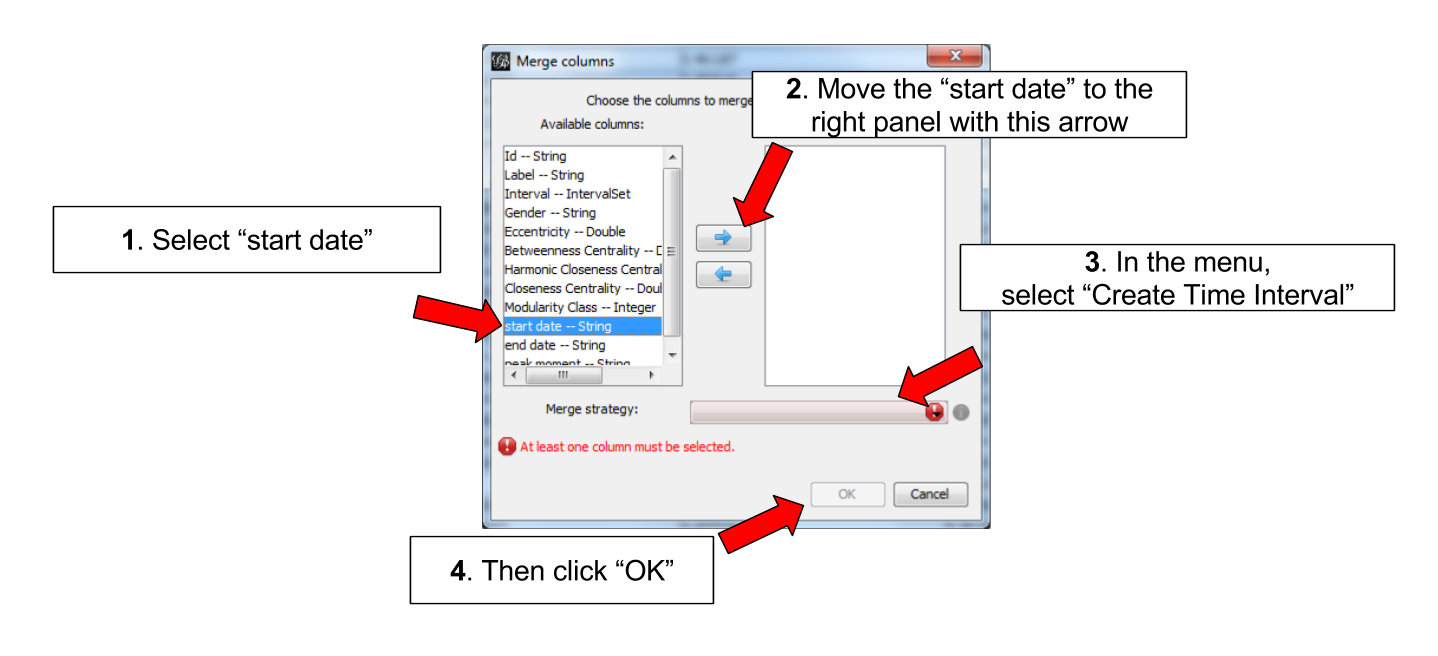 Merge columns
2. Move the “start date” to the
right panel with this arrow
Choose the columns to merge
Available columns:
Id -- String
Label -- String
Interval -- IntervalSet
Gender -- String
Eccentricity -- Double
Betweenness Centrality -- D
Harmonic Closeness Central
Closeness Centrality -- Doul
Modularity Class -- Integer
start date -- String
end date -- String
peak moment -- String
1. Select “start date”
3. In the menu,
select “Create Time Interval”
Merge strategy:
At least one column must be selected.
OK
Cancel
4. Then click “OK”